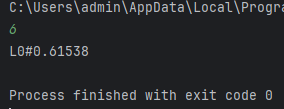 C:\Users\admin\AppData\Local\Progra
6
L0#0.61538
Process finished with exit code 0